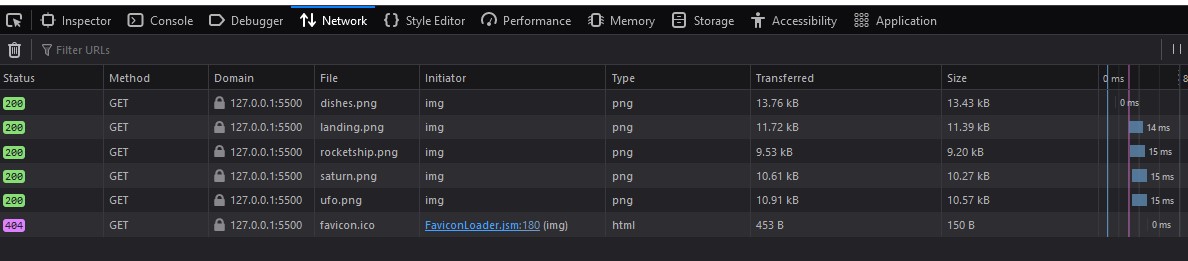 Inspector Console Debugger Network Style Editor Performance Memory Storage Accessibility Application
Filter URLs
Status Method Domain File Initiator Type Transferred Size 0 ms 8
200 GET 127.0.0.1:5500 dishes.png img png 13.76 kB 13.43 kB 0 ms
200 GET 127.0.0.1:5500 landing.png img png 11.72 kB 11.39 kB 14 ms
200 GET 127.0.0.1:5500 rocketship.png img png 9.53 kB 9.20 kB 15 ms
200 GET 127.0.0.1:5500 saturn.png img png 10.61 kB 10.27 kB 15 ms
200 GET 127.0.0.1:5500 ufo.png img png 10.91 kB 10.57 kB 15 ms
404 GET 127.0.0.1:5500 favicon.ico FaviconLoader.jsm:180 (img) html 453 B 150 B 0 ms